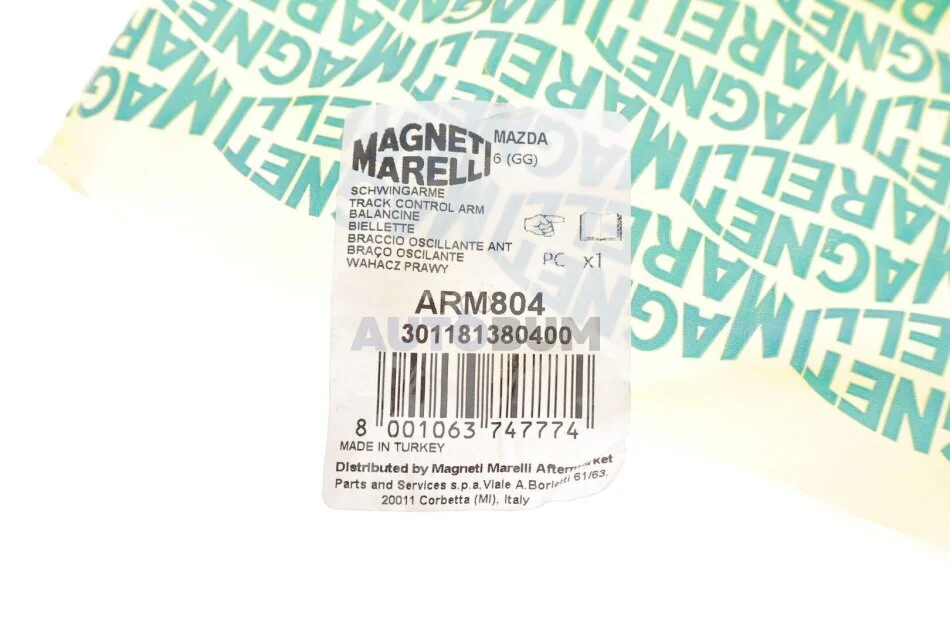 MAGNETI
MARELLI
MAZDA
6 (GG)
SCHWINGARME
TRACK CONTROL ARM
BALANCINE
BIELLETTE
BRACCIO OSCILLANTE ANT
BRAÇO OSCILANTE
WAHACZ PRAWY
PC x1
ARM804
AUTODUM
301181380400
8 001063 747774
MADE IN TURKEY
Distributed by Magneti Marelli Aftermarket
Parts and Services s.p.a.Viale A.Borletti 61/63.
20011 Corbetta (MI), Italy